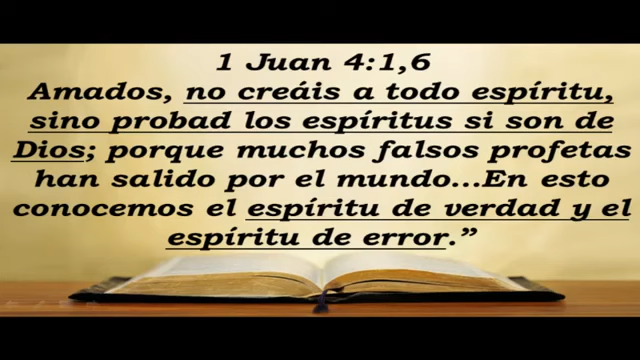 1 Juan 4:1,6
Amados, no creáis a todo espíritu,
sino probad los espíritus si son de
Dios; porque muchos falsos profetas
han salido por el mundo...En esto
conocemos el espíritu de verdad y el
espíritu de error.”